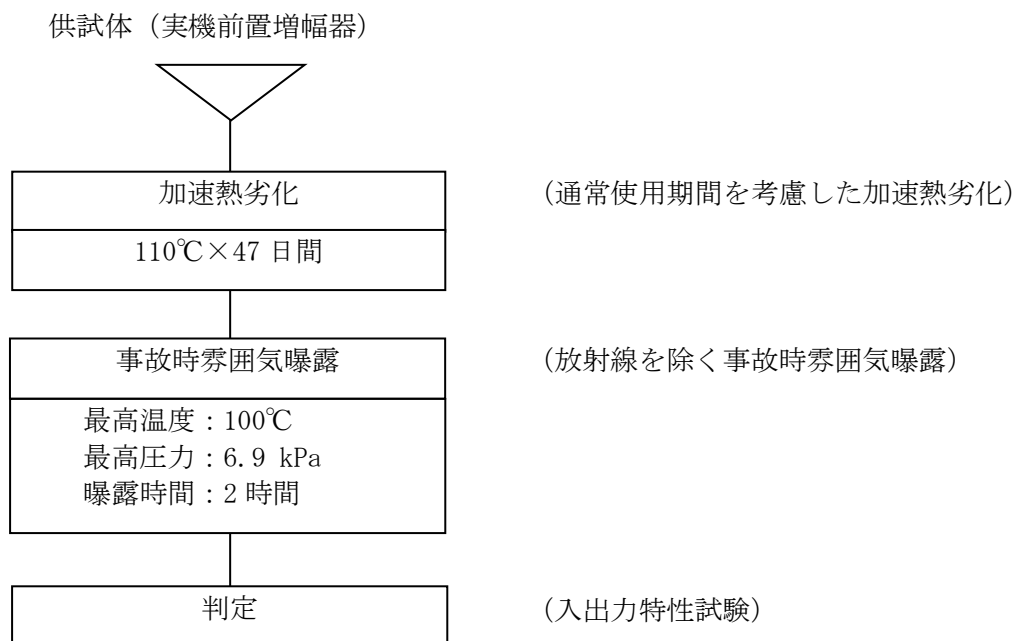 供試体（実機前置増幅器）
加速熱劣化
（通常使用期間を考慮した加速熱劣化）
110℃×47 日間
事故時雰囲気曝露
（放射線を除く事故時雰囲気曝露）
最高温度：100℃
最高圧力：6.9 kPa
曝露時間：2 時間
判定
（入出力特性試験）